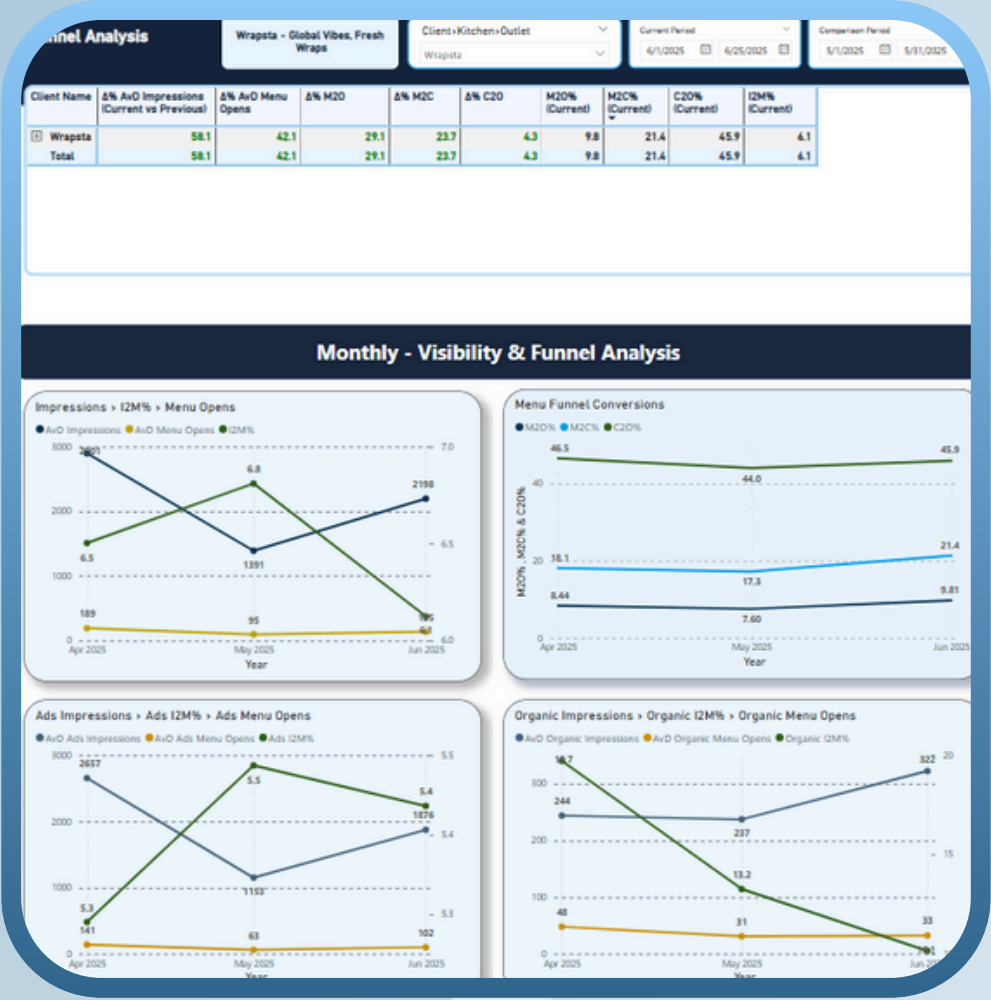 nnel Analysis
Wrapsta - Global Vibes, Fresh
Wraps
Client>Kitchen>Outlet
Wrapsta
Current Period
6/1/2025 6/25/2025
Comparison Period
5/1/2025 5/31/2025
Client Name Δ% AvD Impressions (Current vs Previous) Δ% AvD Menu Opens Δ% M2O Δ% M2C Δ% C2O M2O% (Current) M2C% (Current) C2O% (Current) I2M% (Current)
Wrapsta 58.1 42.1 29.1 23.7 4.3 9.8 21.4 45.9 6.1
Total 58.1 42.1 29.1 23.7 4.3 9.8 21.4 45.9 6.1
Monthly - Visibility & Funnel Analysis
Impressions > I2M% > Menu Opens
AvD Impressions AvD Menu Opens I2M%
3000 7.0
6.8
2198
2000
6.5
6.5
1391
1000
189
95
0 6.0
Apr 2025 May 2025 Jun 2025
Year
Menu Funnel Conversions
M2O% M2C% C2O%
M2O%, M2C% & C2O%
46.5 45.9
44.0
40
21.4
20 18.1
17.3
8.44 9.81
7.60
0
Apr 2025 May 2025 Jun 2025
Year
Ads Impressions > Ads I2M% > Ads Menu Opens
AvD Ads Impressions AvD Ads Menu Opens Ads I2M%
3000 5.5
2657
5.5
5.4
1876
2000
5.4
1000
1153
5.3
5.3
141
63 102
0
Apr 2025 May 2025 Jun 2025
Year
Organic Impressions > Organic I2M% > Organic Menu Opens
AvD Organic Impressions AvD Organic Menu Opens Organic I2M%
322 20
300
244
237
200
15
13.2
100
48 31 33
0
Apr 2025 May 2025 Jun 20
Year